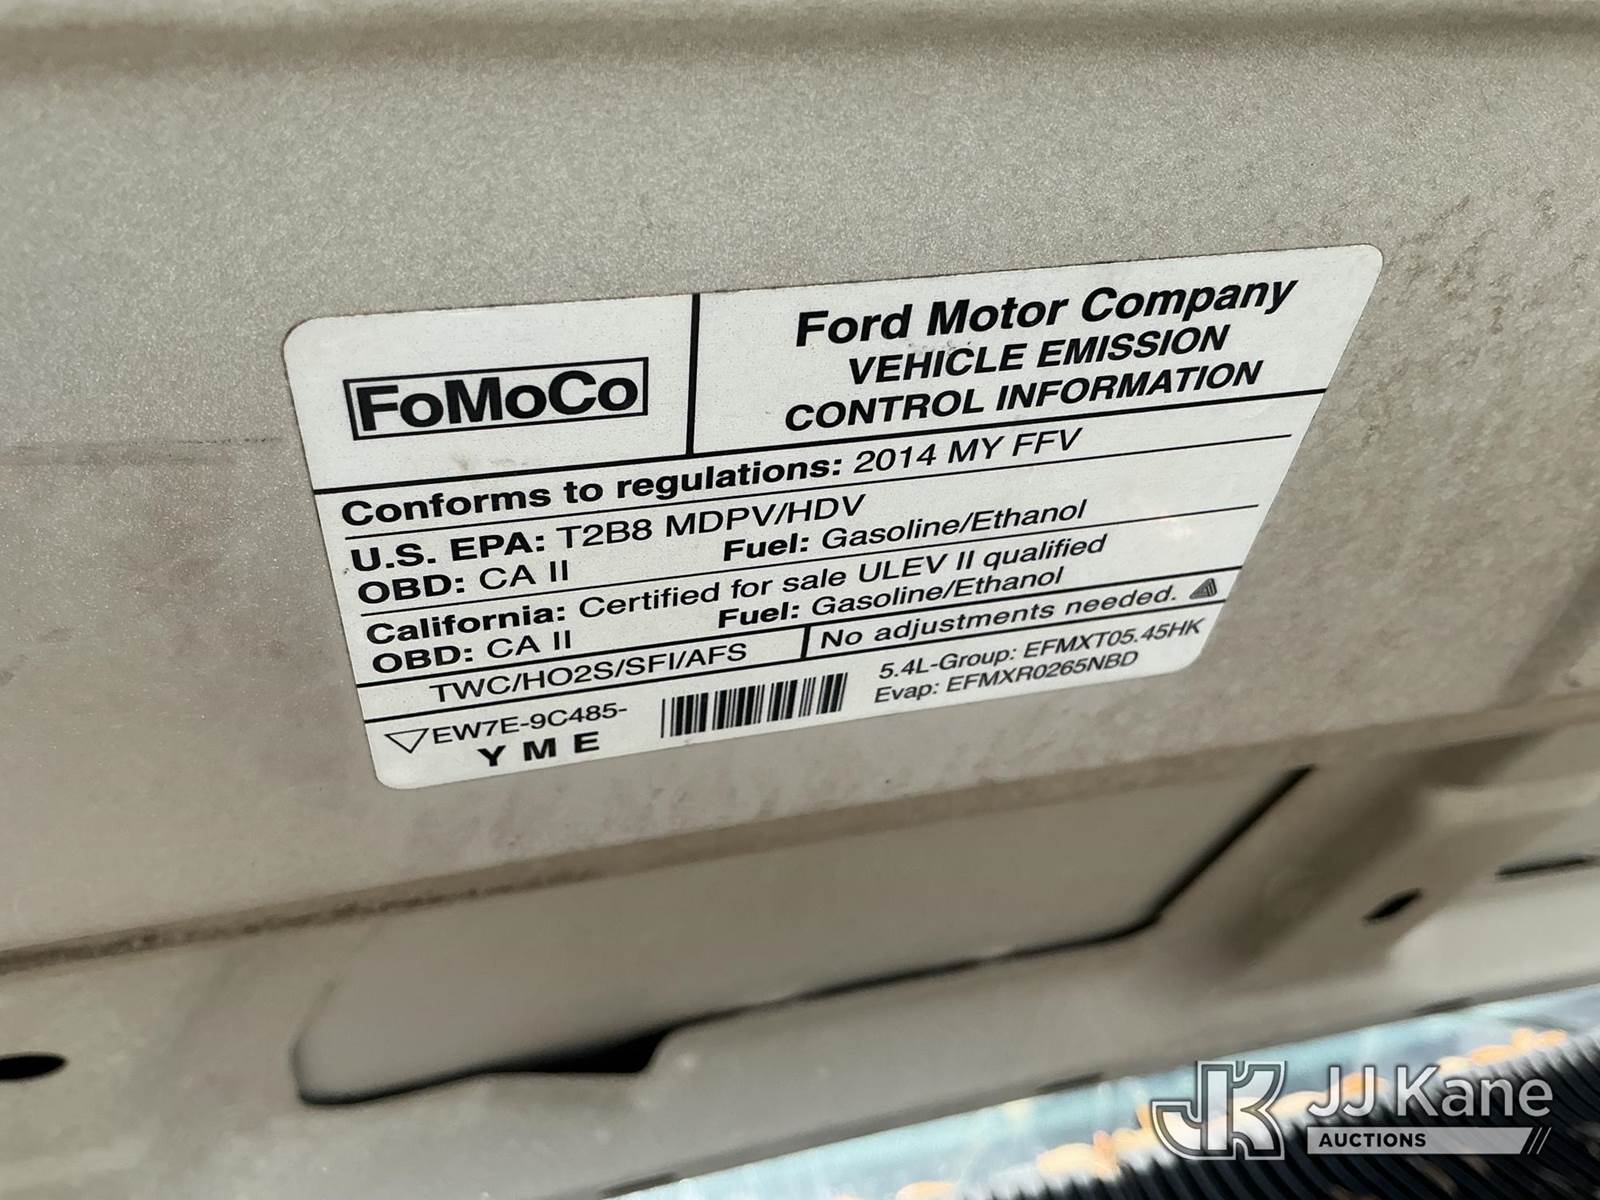 FoMoCo
Ford Motor Company
VEHICLE EMISSION
CONTROL INFORMATION
Conforms to regulations: 2014 MY FFV
U.S. EPA: T2B8 MDPV/HDV
OBD: CA II Fuel: Gasoline/Ethanol
California: Certified for sale ULEV II qualified
OBD: CA II Fuel: Gasoline/Ethanol
TWC/HO2S/SFI/AFS No adjustments needed.
EW7E-9C485-
YME
5.4L-Group: EFMXT05.45HK
Evap: EFMXR0265NBD
JK JJ Kane
AUCTIONS